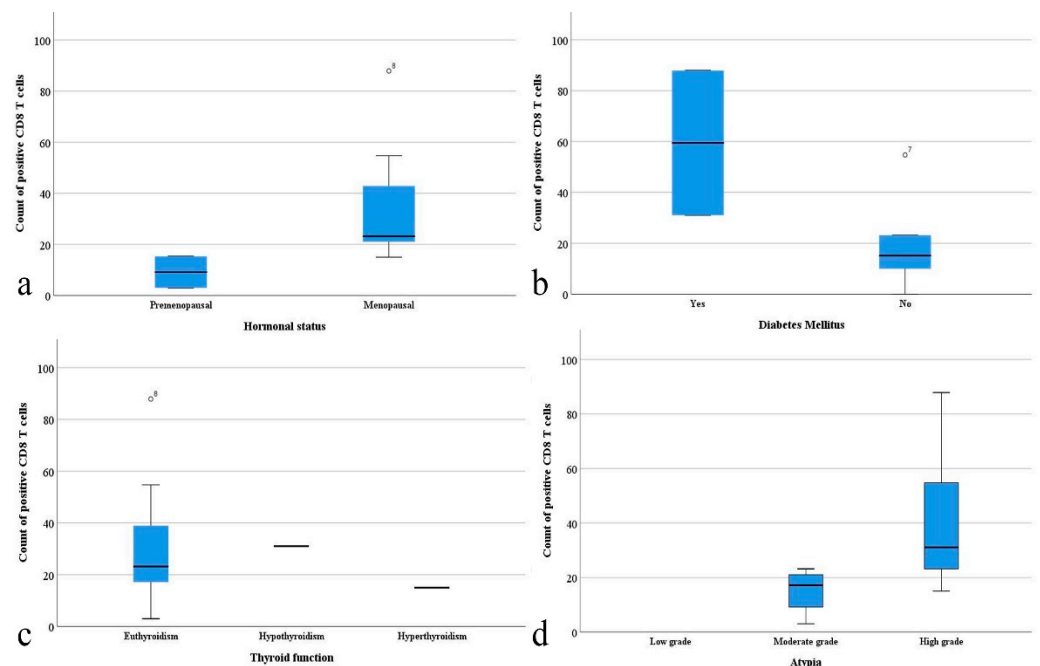 Count of positive CD8 T cells
100
80
60
40
20
0
8
Premenopausal Menopausal
Hormonal status
a
Count of positive CD8 T cells
100
80
60
40
20
0
7
Yes No
Diabetes Mellitus
b
Count of positive CD8 T cells
100
80
60
40
20
0
8
Euthyroidism Hypothyroidism Hyperthyroidism
Thyroid function
c
Count of positive CD8 T cells
100
80
60
40
20
0
Low grade Moderate grade High grade
Atypia
d